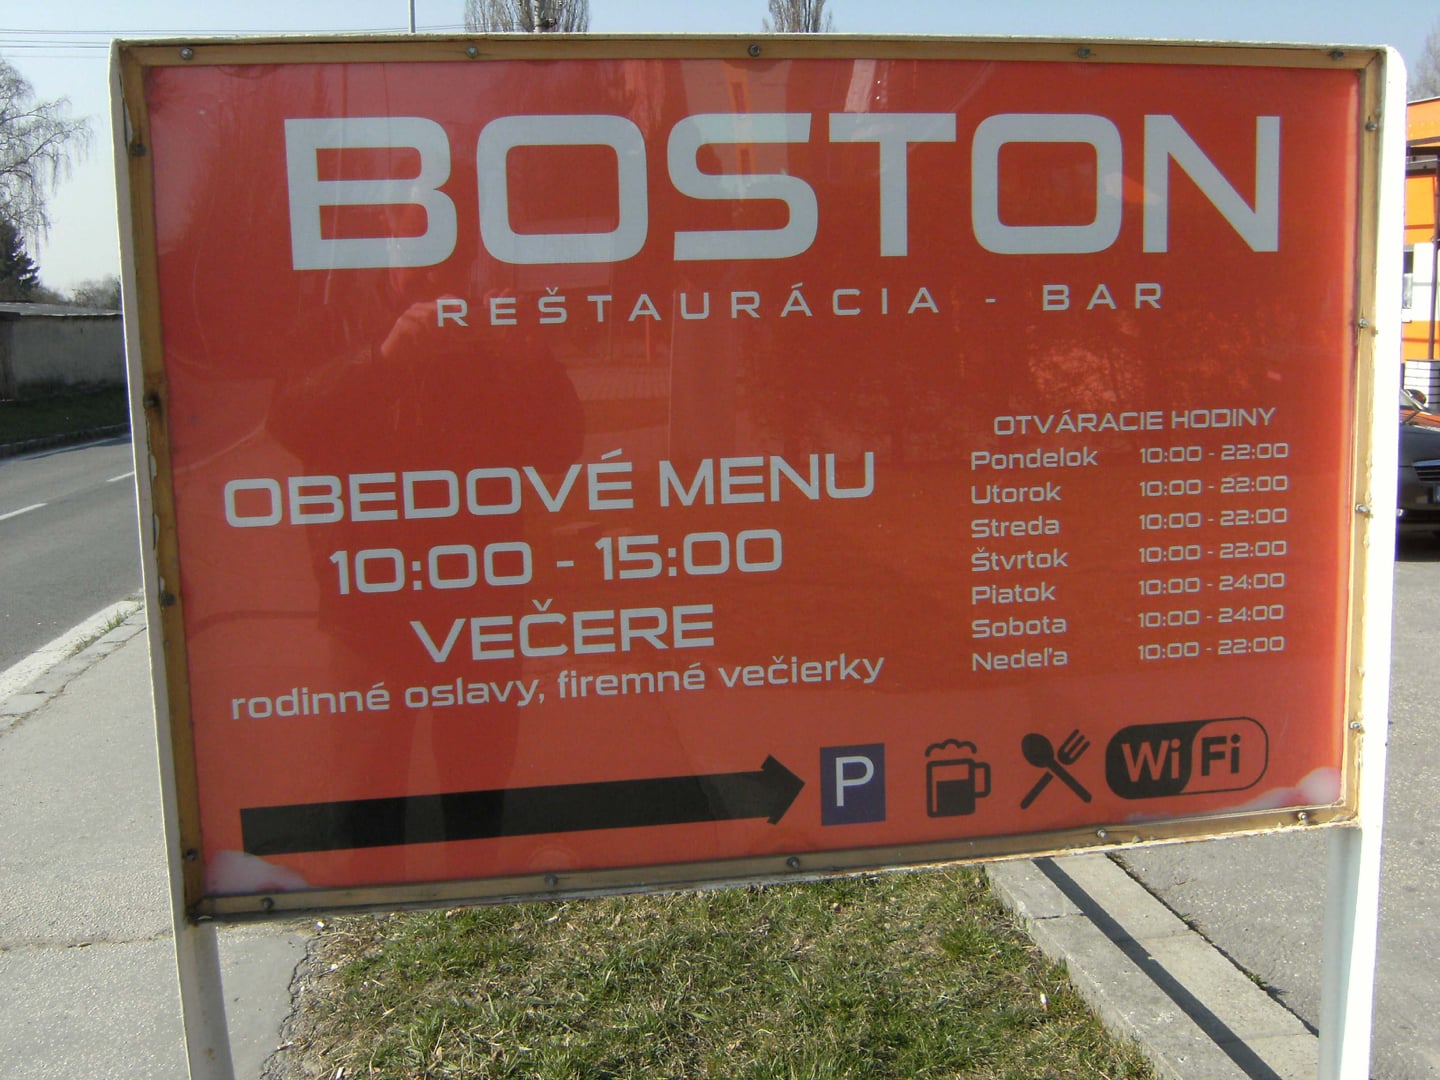 BOSTON
REŠTAURÁCIA - BAR
OBEDOVÉ MENU
10:00 - 15:00
VEČERE
rodinné oslavy, firemné večierky
OTVÁRACIE HODINY
Pondelok 10:00 - 22:00
Utorok 10:00 - 22:00
Streda 10:00 - 22:00
Štvrtok 10:00 - 22:00
Piatok 10:00 - 24:00
Sobota 10:00 - 24:00
Nedeľa 10:00 - 22:00
P WiFi